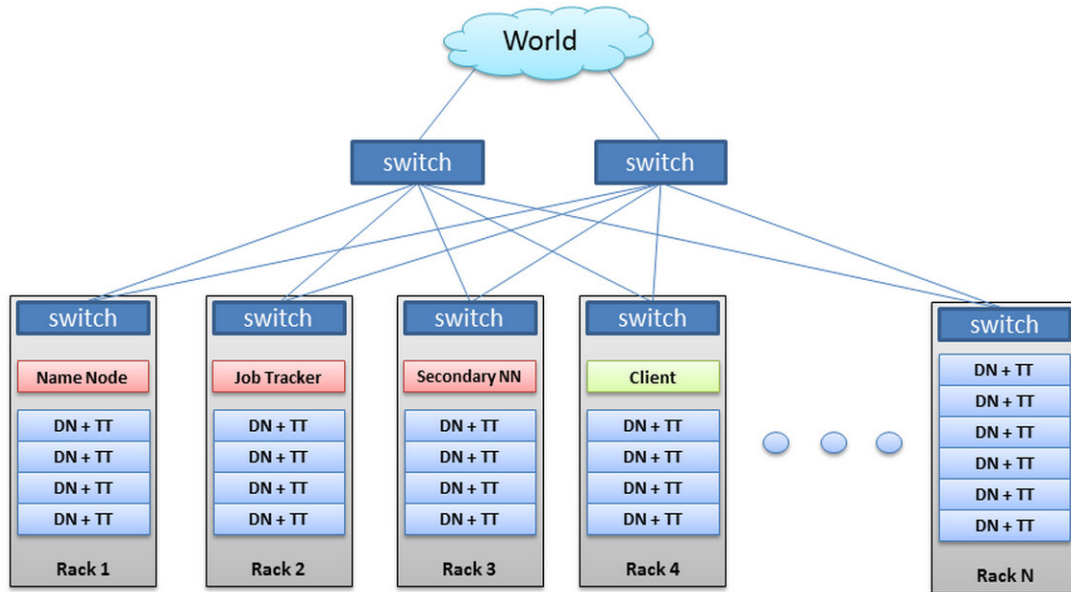 World
switch
switch
switch
switch
switch
switch
switch
Name Node
Job Tracker
Secondary NN
Client
DN + TT
DN + TT
DN + TT
DN + TT
Rack 1
DN + TT
DN + TT
DN + TT
DN + TT
Rack 2
DN + TT
DN + TT
DN + TT
DN + TT
Rack 3
DN + TT
DN + TT
DN + TT
DN + TT
Rack 4
DN + TT
DN + TT
DN + TT
DN + TT
DN + TT
DN + TT
Rack N